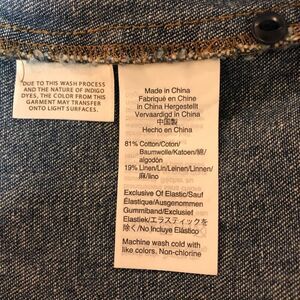 DUE TO THIS WASH PROCESS
AND THE NATURE OF INDIGO
DYES, THE COLOR FROM THIS
GARMENT MAY TRANSFER
ONTO LIGHT SURFACES.
Made in China
Fabriqué en Chine
in China Hergestellt
Vervaardigd in China
中国製
Hecho en China
81% Cotton/Coton/
Baumwolle/Katoen/綿/
algodón
19% Linen/Lin/Leinen/Linnen/
麻/lino
Exclusive Of Elastic/Sauf
Élastique/Ausgenommen
Gummiband/Exclusief
Elastiek/エラスティックを
除く/No Incluye Elástico
Machine wash cold with
like colors. Non-chlorine